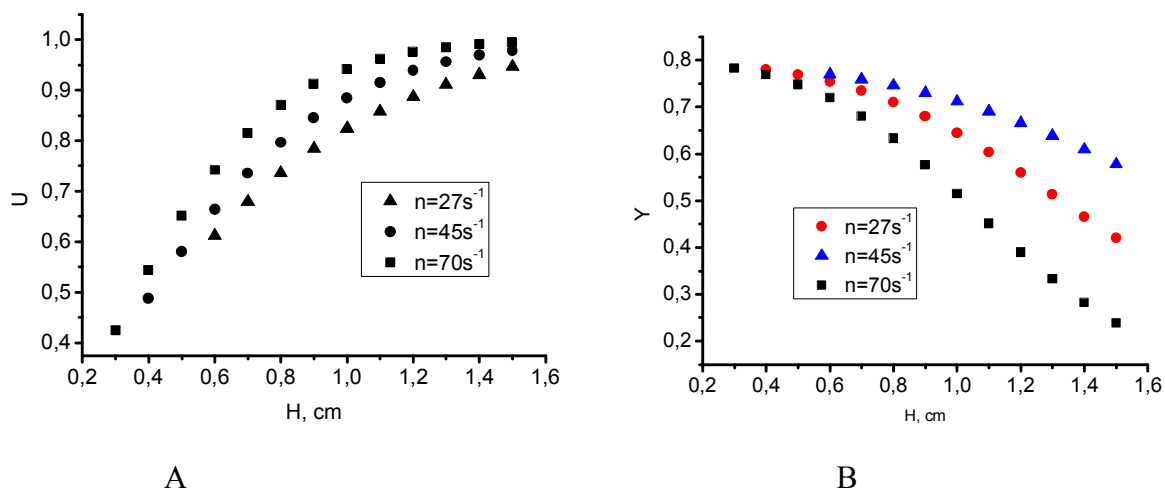 1,0
0,9
0,8
0,7
0,6
0,5
0,4
U
0,2 0,4 0,6 0,8 1,0 1,2 1,4 1,6
H, cm
n=27s⁻¹
n=45s⁻¹
n=70s⁻¹
A
0,8
0,7
0,6
0,5
0,4
0,3
0,2
Y
0,2 0,4 0,6 0,8 1,0 1,2 1,4 1,6
H, cm
n=27s⁻¹
n=45s⁻¹
n=70s⁻¹
B